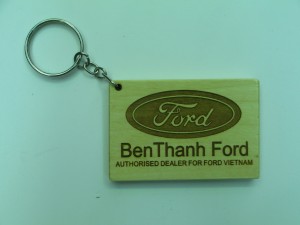 Ford
BenThanh Ford
AUTHORISED DEALER FOR FORD VIETNAM